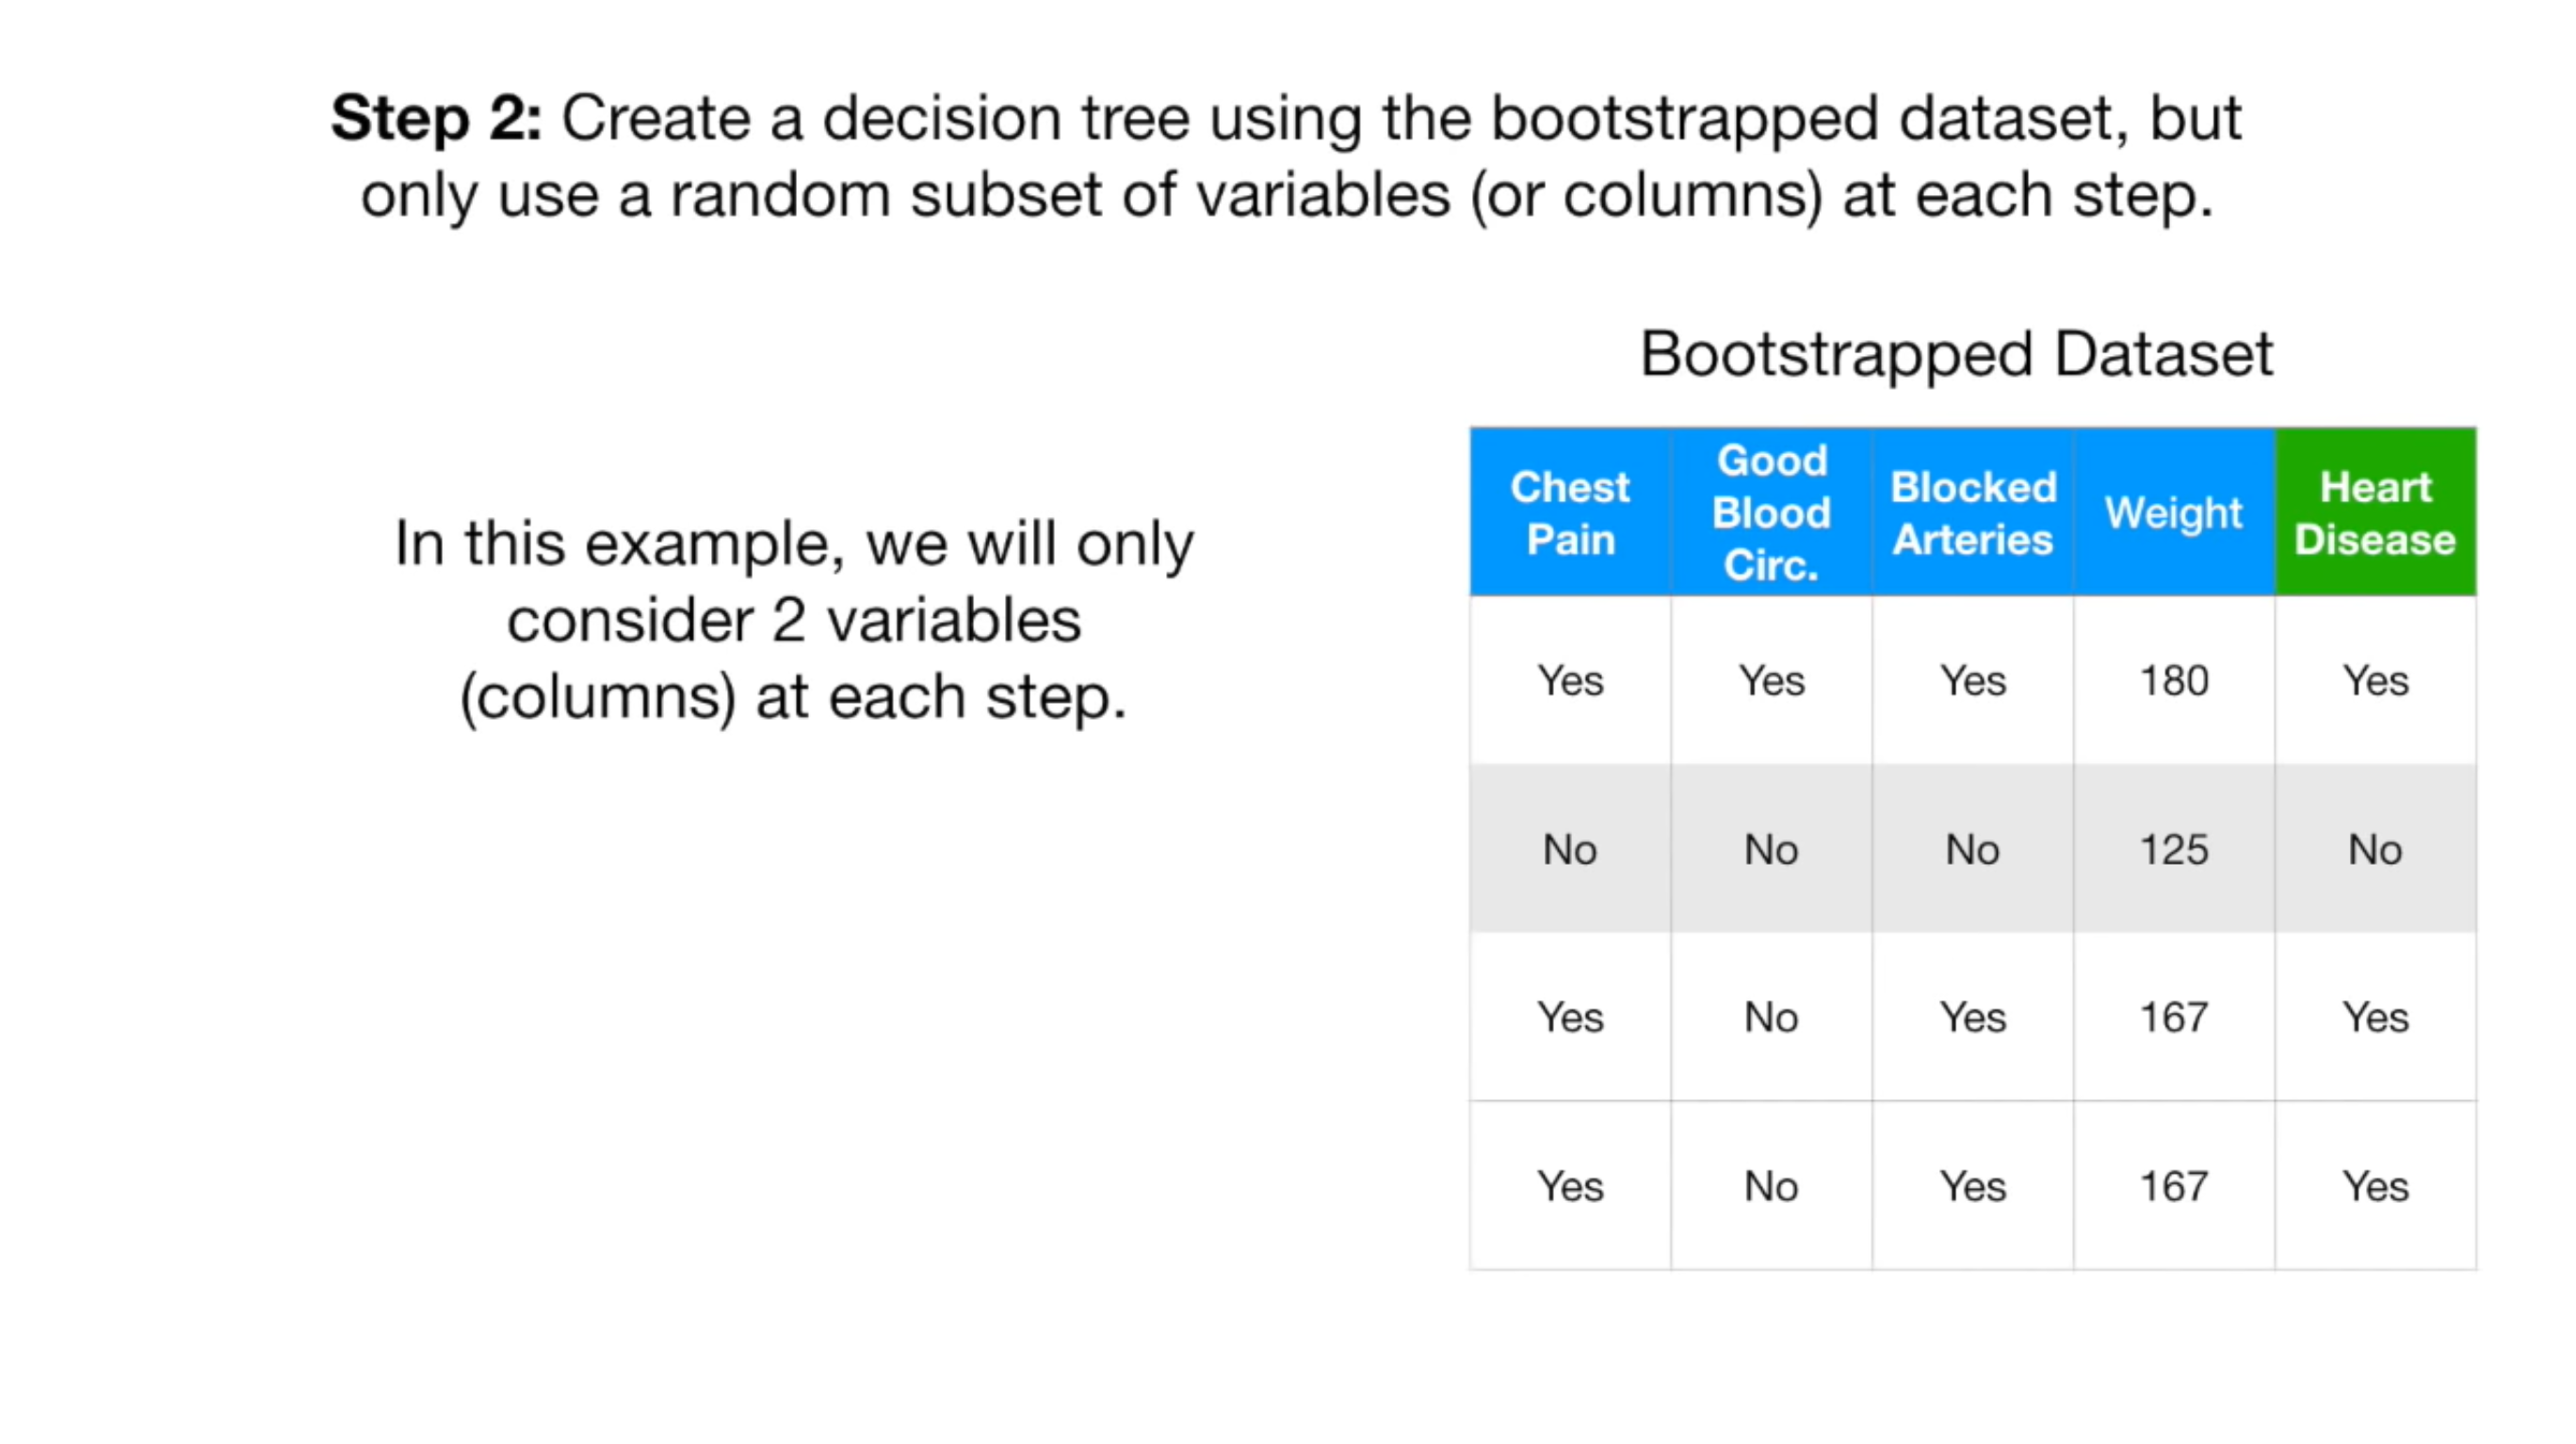 Step 2: Create a decision tree using the bootstrapped dataset, but
only use a random subset of variables (or columns) at each step.
In this example, we will only
consider 2 variables
(columns) at each step.
Bootstrapped Dataset
Chest Pain Good Blood Circ. Blocked Arteries Weight Heart Disease
Yes Yes Yes 180 Yes
No No No 125 No
Yes No Yes 167 Yes
Yes No Yes 167 Yes